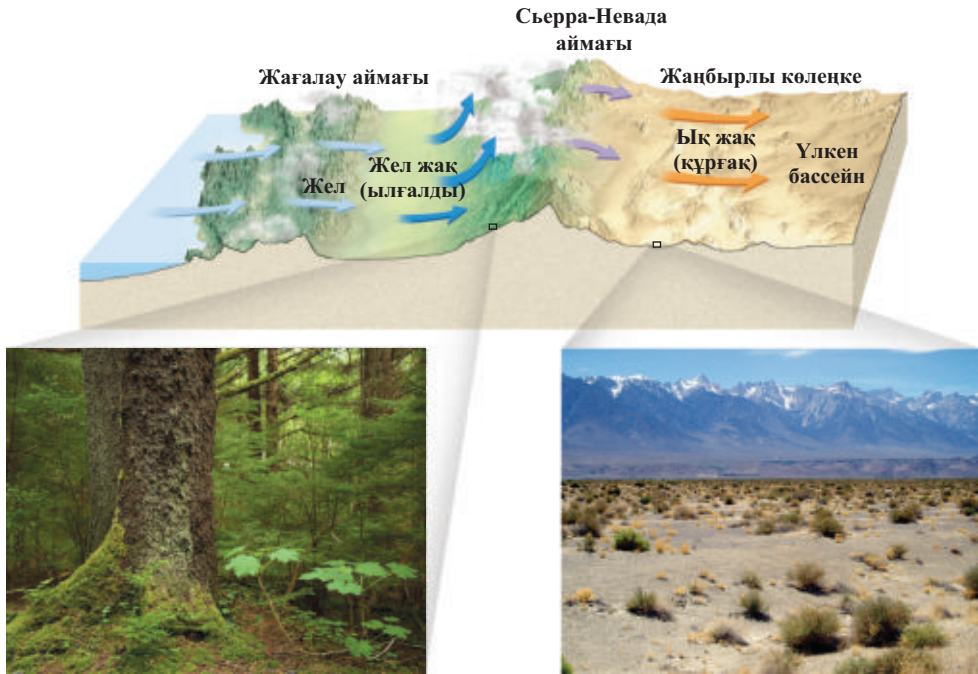 Сьерра-Невада
аймағы
Жағалау аймағы
Жаңбырлы көлеңке
Жел
Жел жақ
(ылғалды)
Ық жақ
(құрғақ)
Үлкен
бассейн